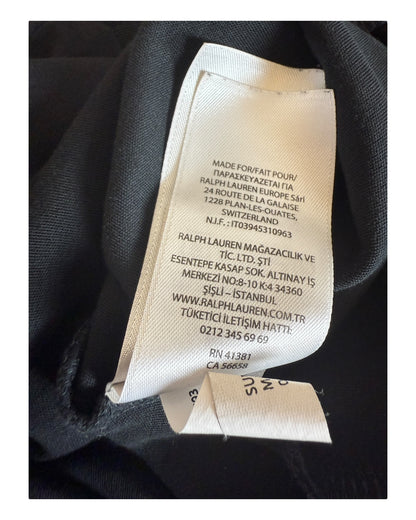 MADE FOR/FAIT POUR/
ΠΑΡΑΣΚΕΥΑΖΕΤΑΙ ΓΙΑ
RALPH LAUREN EUROPE Sárl
24 ROUTE DE LA GALAISE
1228 PLAN-LES-OUATES,
SWITZERLAND
N.I.F. : IT03945310963
RALPH LAUREN MAĞAZACILIK VE
TİC. LTD. ŞTİ
ESENTEPE KASAP SOK. ALTINAY İŞ
MERKEZİ NO:8-10 K:4 34360
ŞİŞLİ – İSTANBUL
WWW.RALPHLAUREN.COM.TR
TÜKETİCİ İLETİŞİM HATTI:
0212 345 69 69
RN 41381
CA 56658